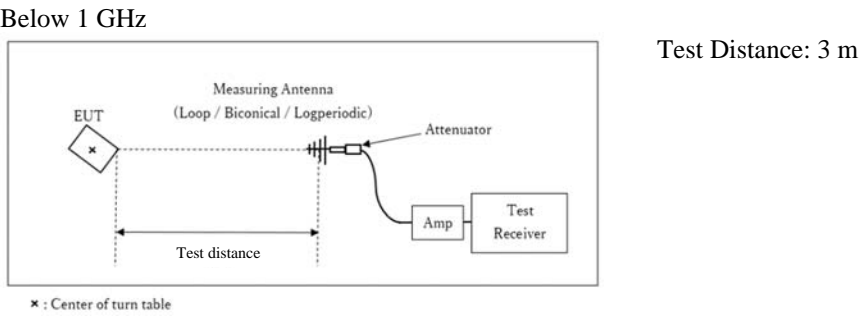 Below 1 GHz
Test Distance: 3 m
Measuring Antenna
(Loop / Biconical / Logperiodic)
EUT
Attenuator
Amp
Test
Receiver
Test distance
× : Center of turn table